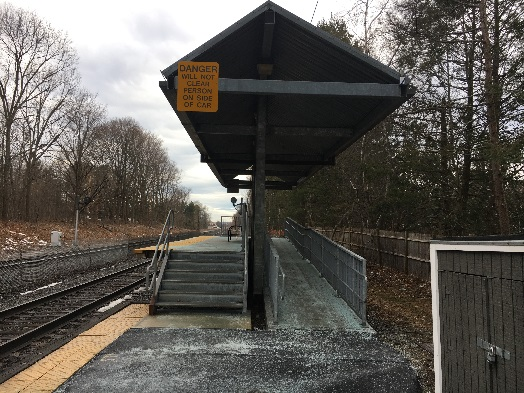 DANGER
WILL NOT
CLEAR
PERSON
ON SIDE
OF CAR